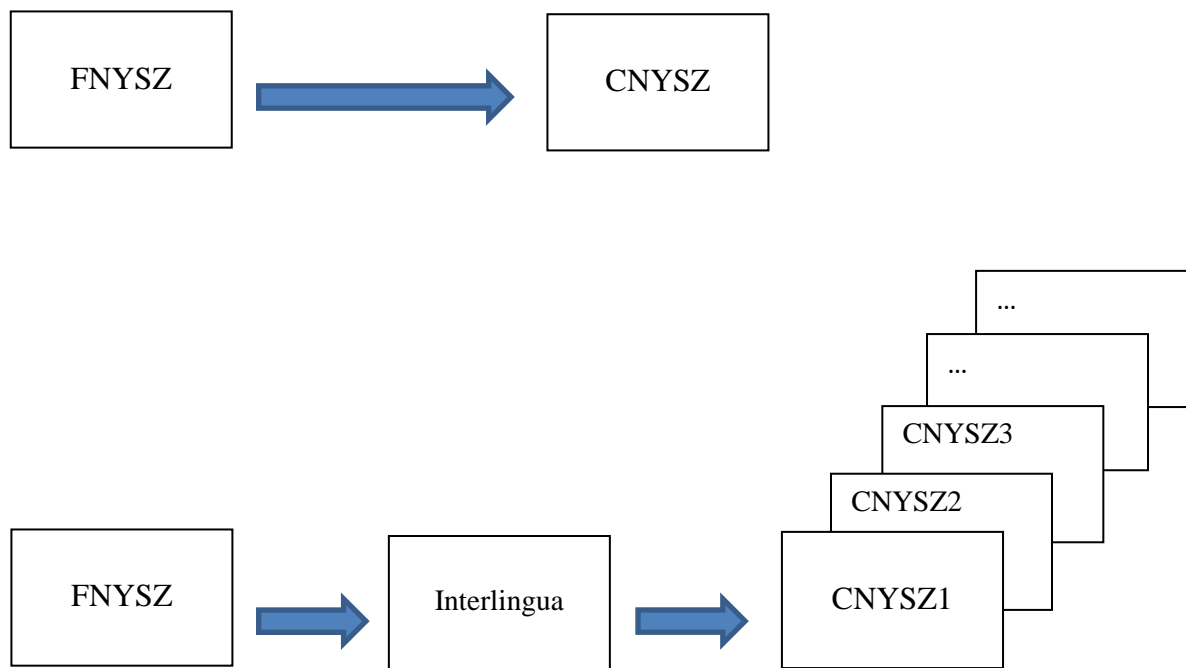 FNYSZ
CNYSZ
...
...
CNYSZ3
CNYSZ2
FNYSZ
Interlingua
CNYSZ1